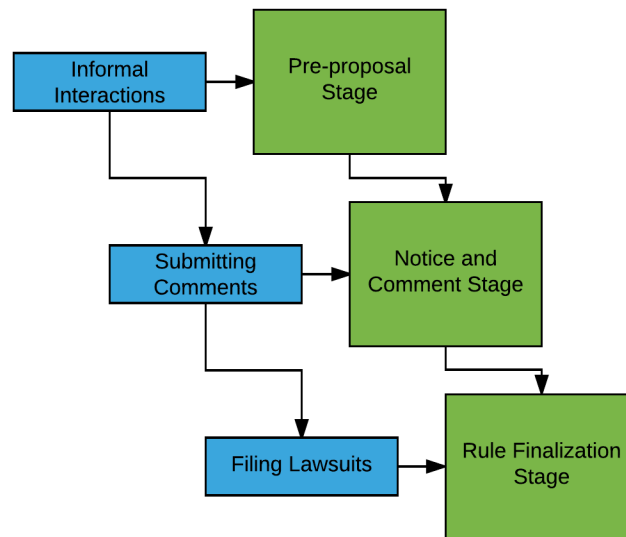 Informal
Interactions
Pre-proposal
Stage
Submitting
Comments
Notice and
Comment Stage
Filing Lawsuits
Rule Finalization
Stage